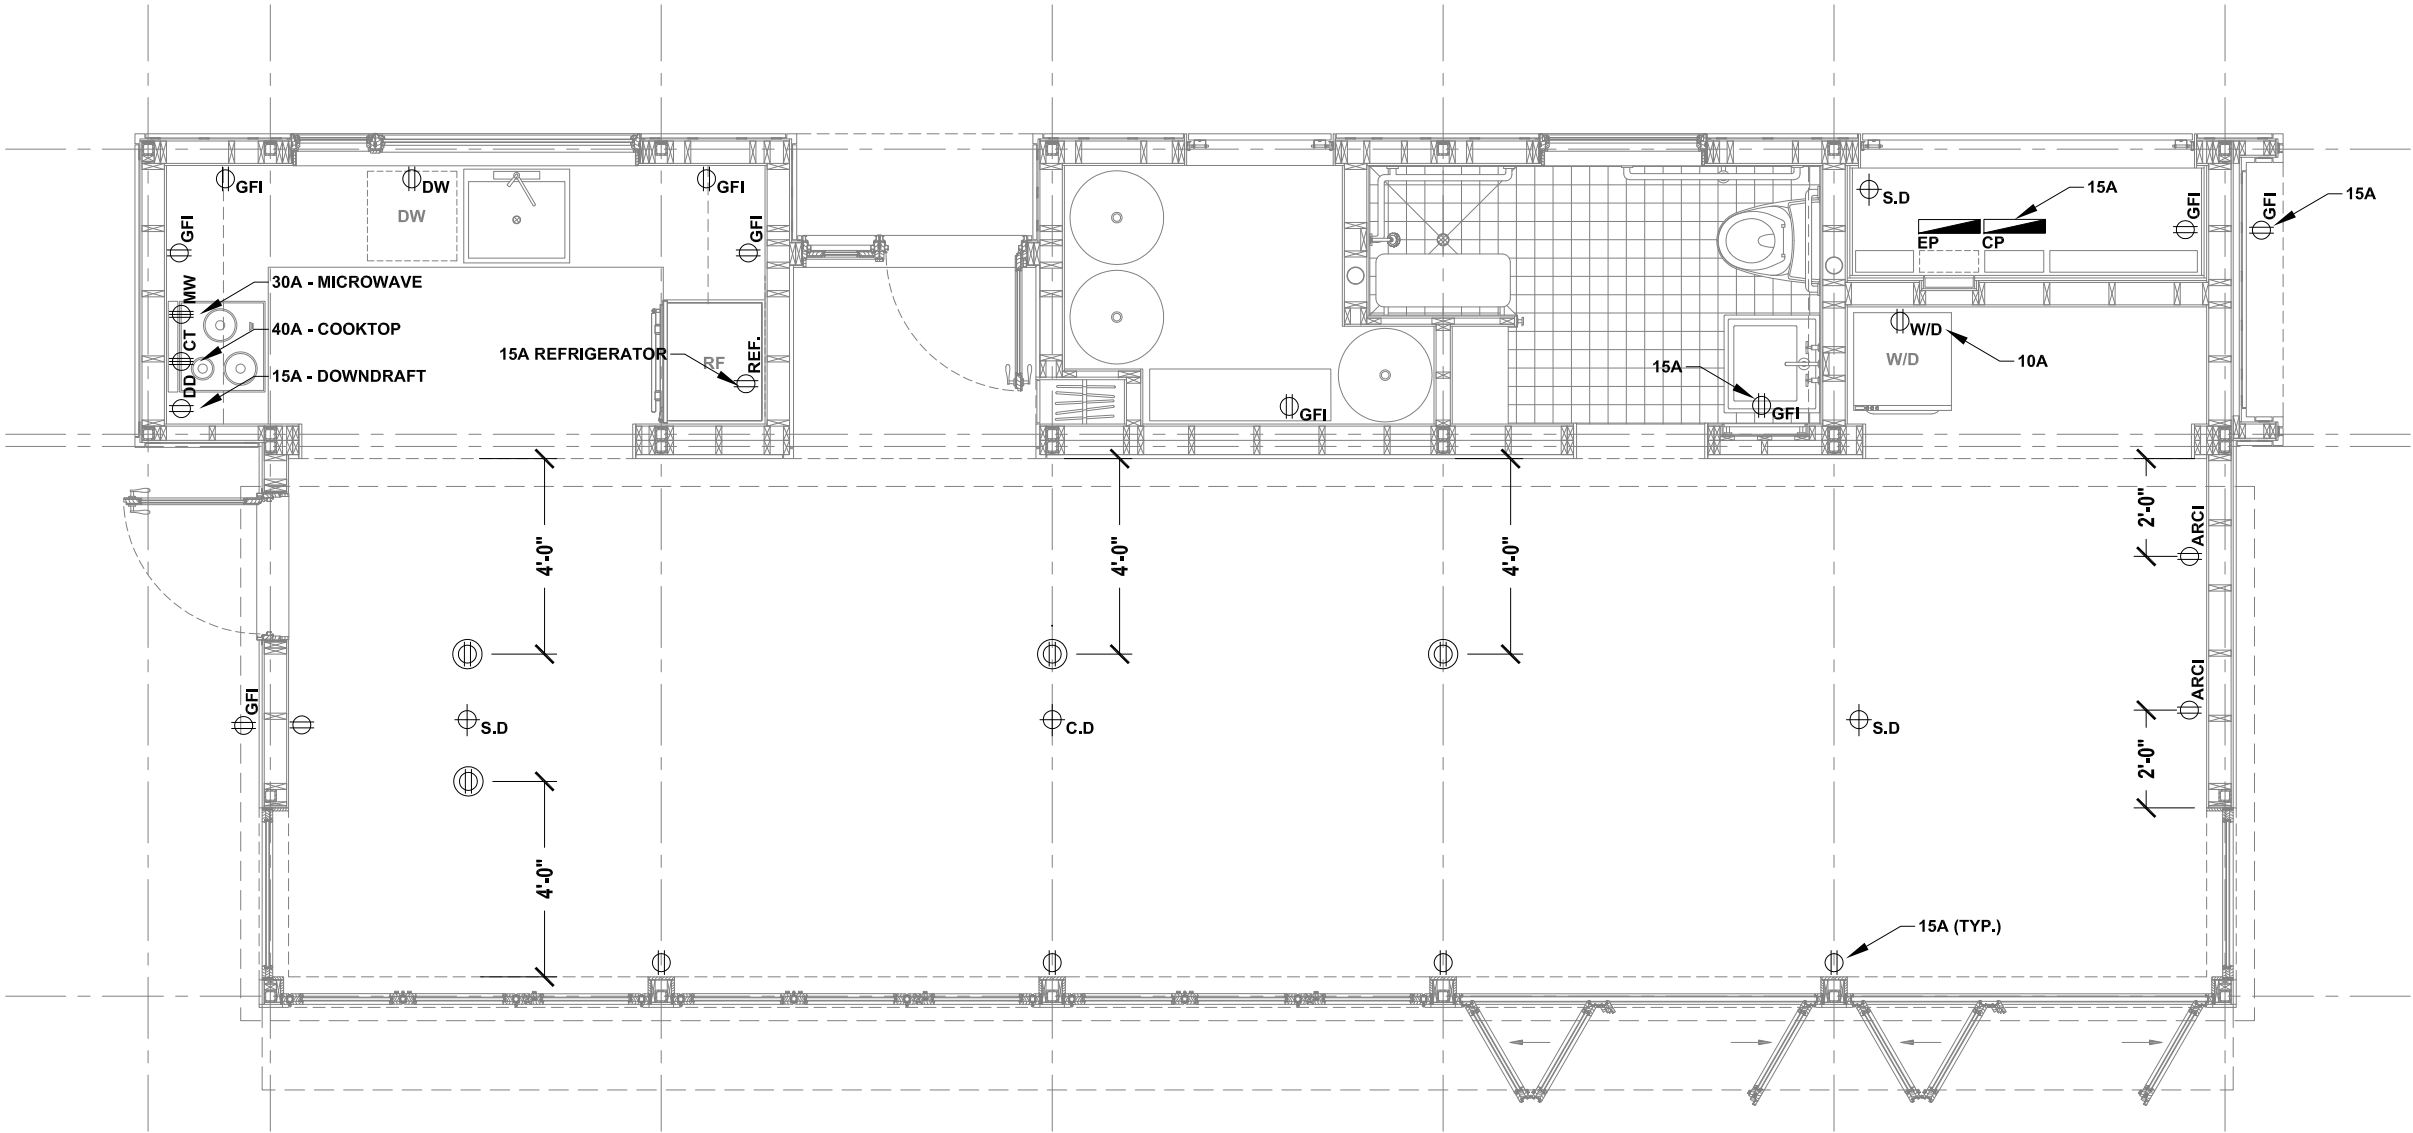 GFI
DW
GFI
DW
GFI
GFI
S.D
15A
GFI
GFI
15A
EP
CP
MW
30A - MICROWAVE
CT
40A - COOKTOP
DD
15A - DOWNDRAFT
15A REFRIGERATOR
RF
REF.
W/D
W/D
10A
15A
GFI
GFI
4'-0"
4'-0"
4'-0"
2'-0"
ARCI
GFI
S.D
C.D
S.D
ARCI
2'-0"
4'-0"
15A (TYP.)